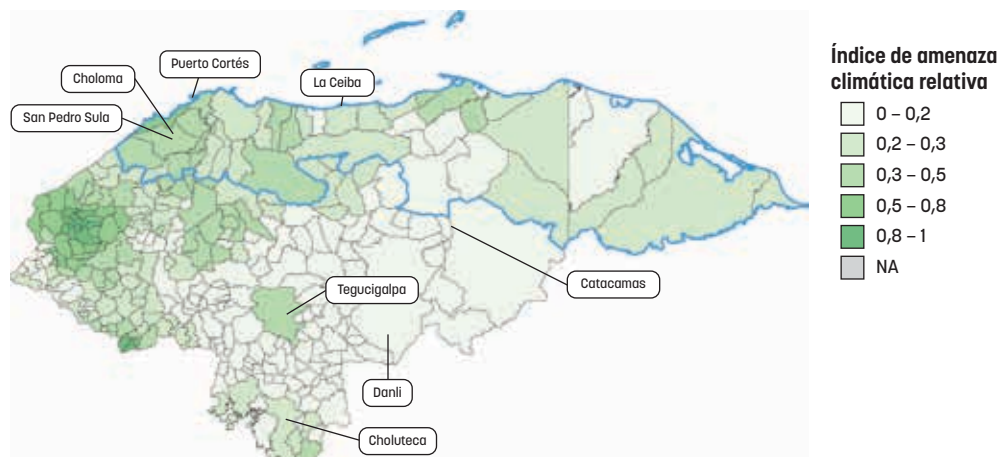 Puerto Cortés
Choloma
La Ceiba
San Pedro Sula
Tegucigalpa
Catacamas
Danli
Choluteca
Índice de amenaza
climática relativa
0 – 0,2
0,2 – 0,3
0,3 – 0,5
0,5 – 0,8
0,8 – 1
NA